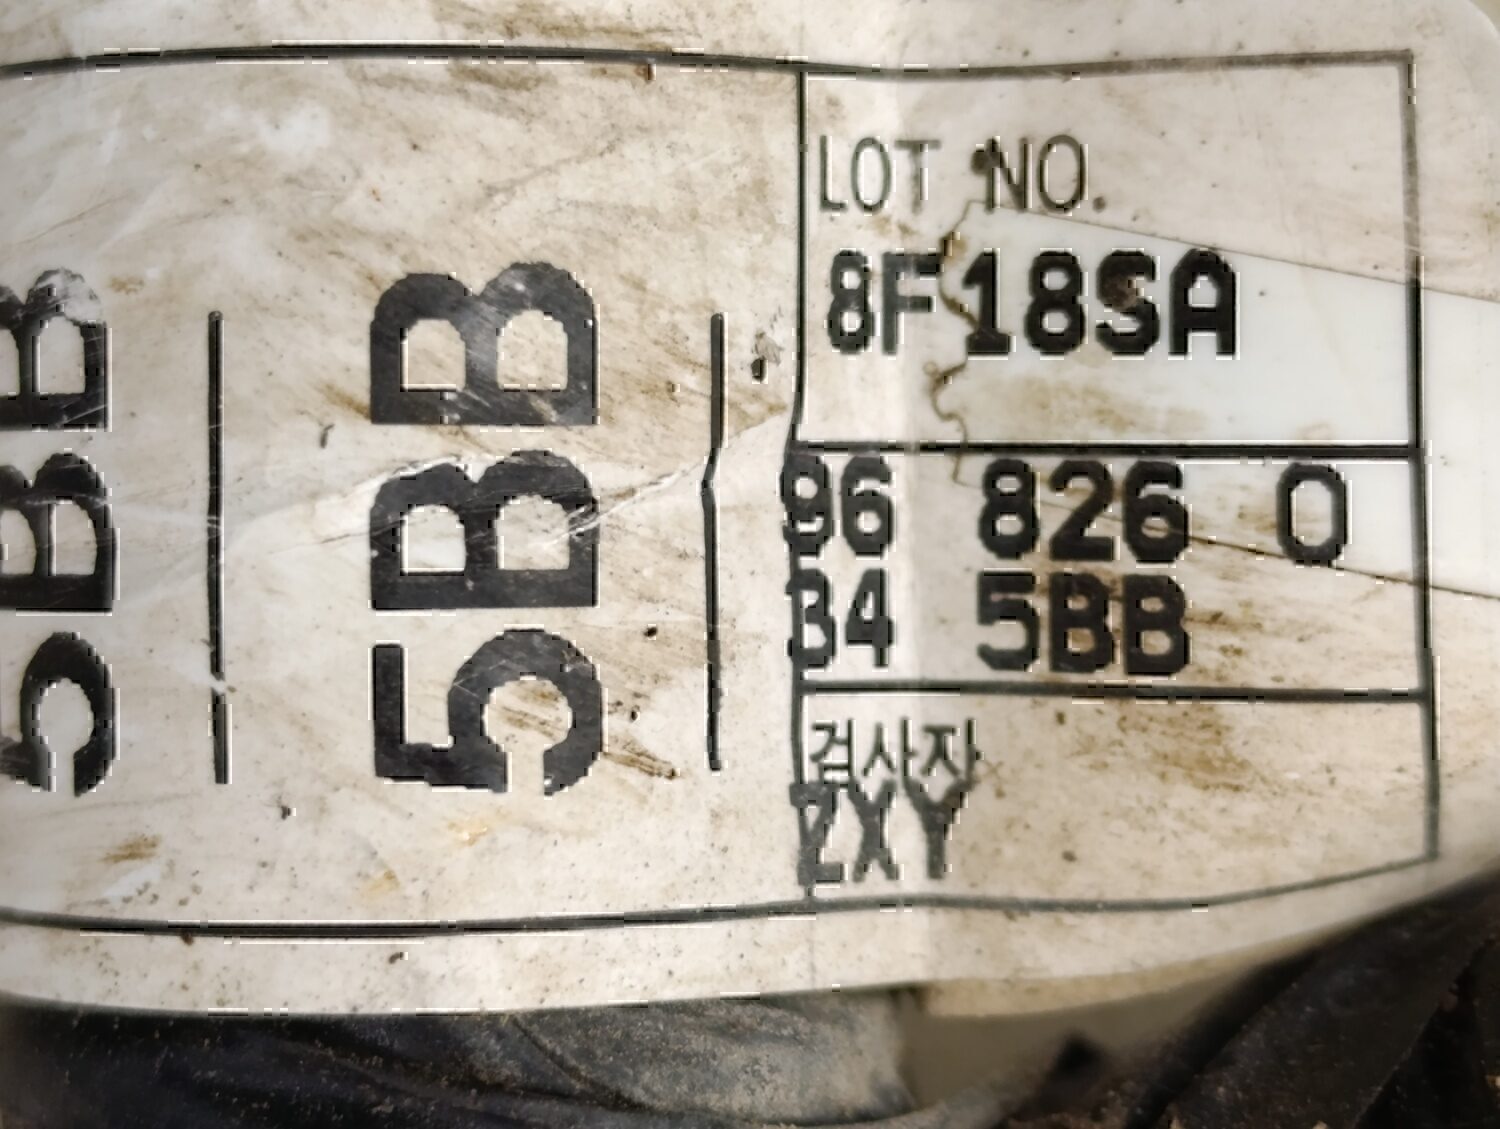 5BB
5BB
LOT NO.
8F18SA
96 826 0
34 5BB
검사자
ZXY